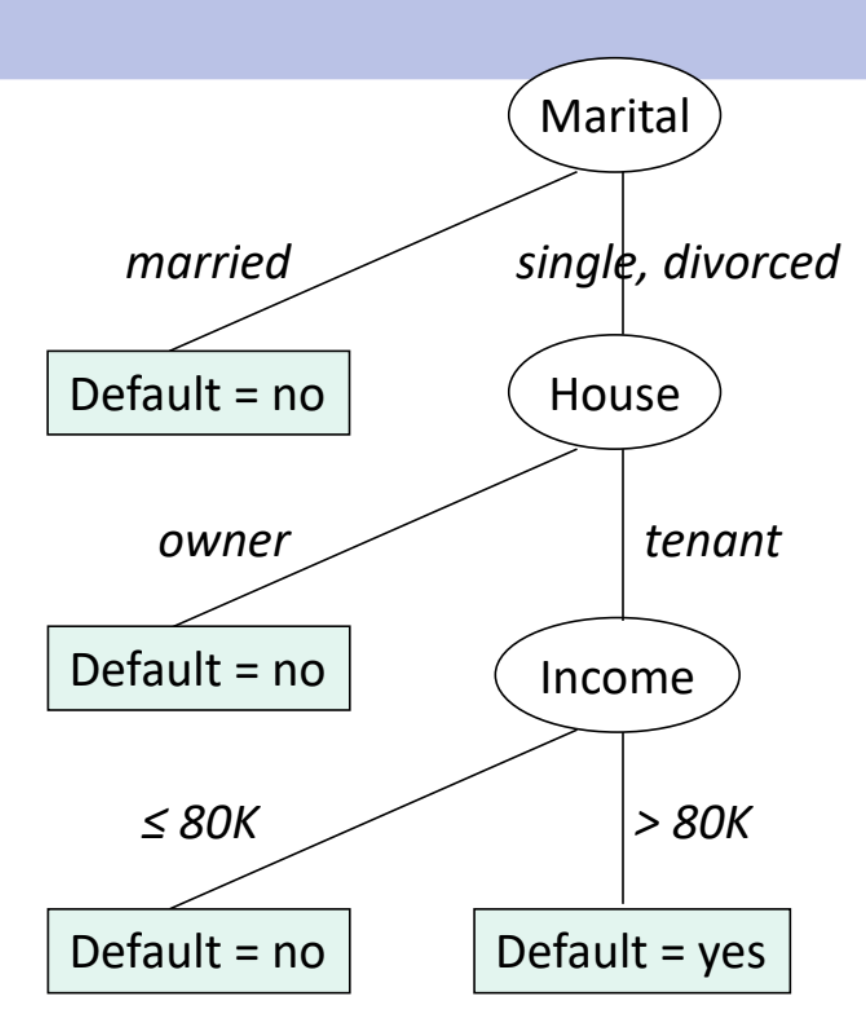 Marital
married
single, divorced
Default = no
House
owner
tenant
Default = no
Income
≤ 80K
> 80K
Default = no
Default = yes